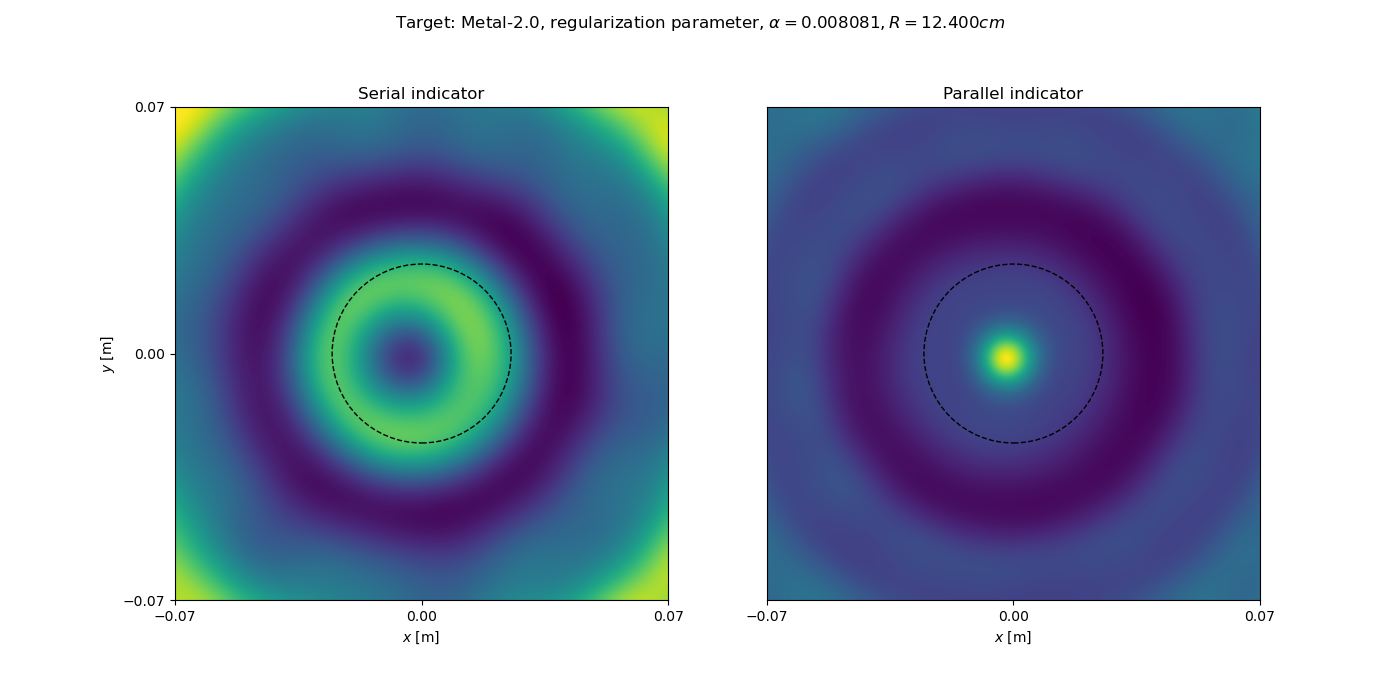 Target: Metal-2.0, regularization parameter, α = 0.008081, R = 12.400cm
Serial indicator
Parallel indicator
0.07
0.00
−0.07
y [m]
−0.07 0.00 0.07
x [m]
−0.07 0.00 0.07
x [m]